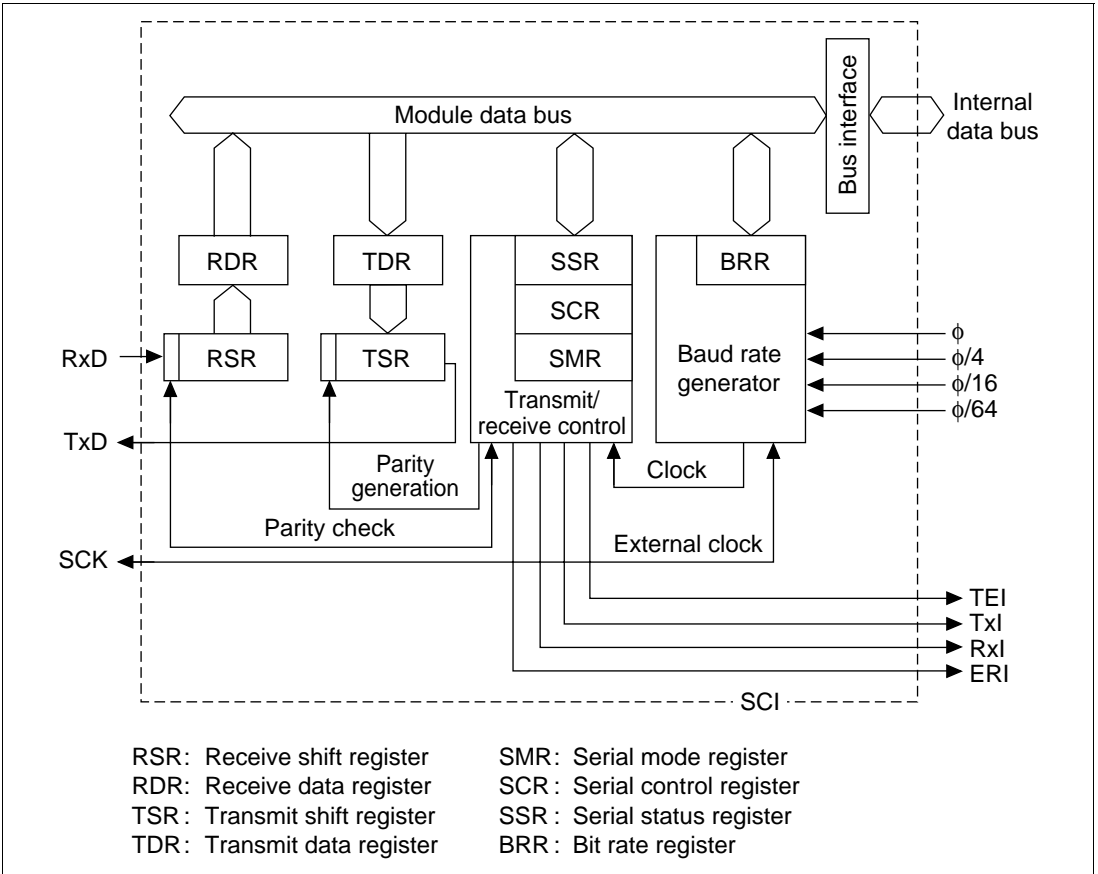 Module data bus
Bus interface
Internal
data bus
RDR
TDR
SSR
BRR
SCR
RxD
RSR
TSR
SMR
Baud rate
generator
ϕ
ϕ/4
ϕ/16
ϕ/64
Transmit/
receive control
TxD
Parity
generation
Clock
Parity check
External clock
SCK
TEI
TxI
RxI
ERI
SCI
RSR: Receive shift register
RDR: Receive data register
TSR: Transmit shift register
TDR: Transmit data register
SMR: Serial mode register
SCR: Serial control register
SSR: Serial status register
BRR: Bit rate register